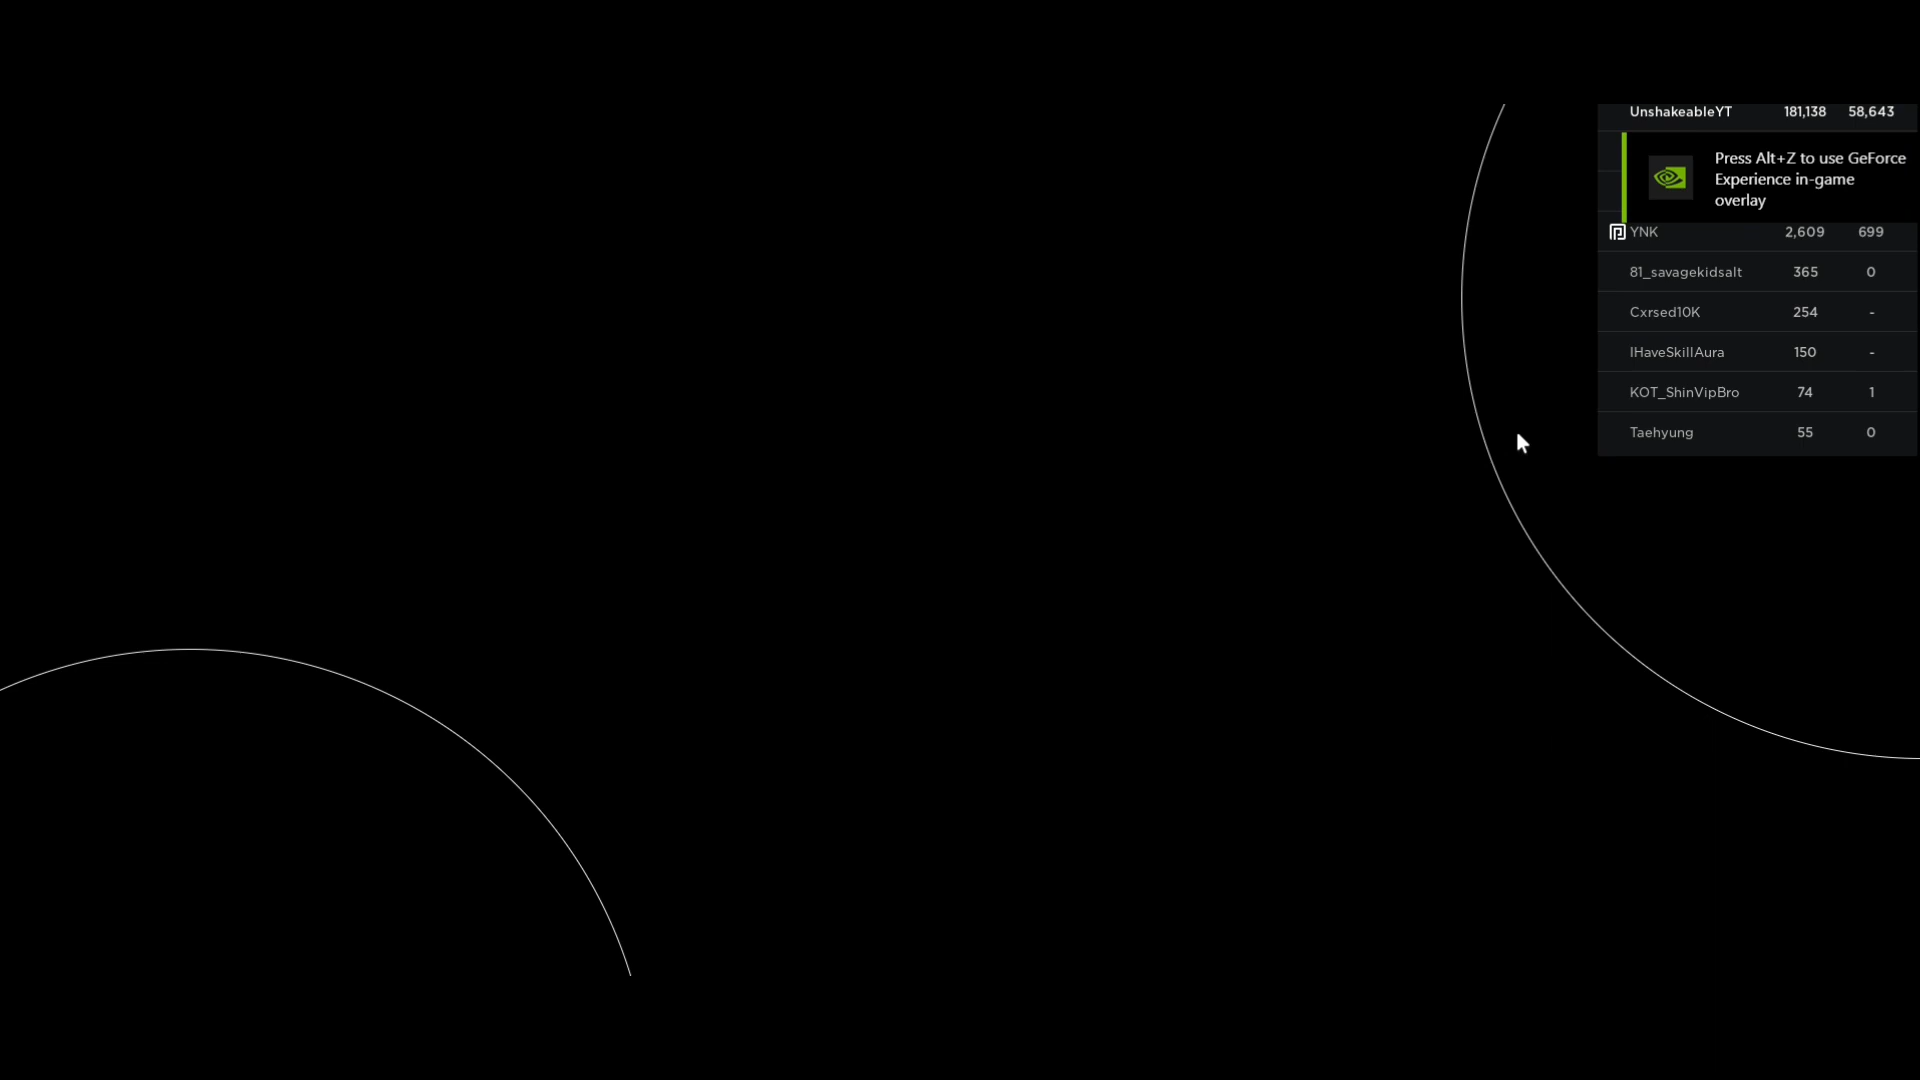 UnshakeableYT 181,138 58,643
Press Alt+Z to use GeForce
Experience in-game
overlay
YNK 2,609 699
81_savagekidsalt 365 0
Cxrsed10K 254 -
IHaveSkillAura 150 -
KOT_ShinVipBro 74 1
Taehyung 55 0